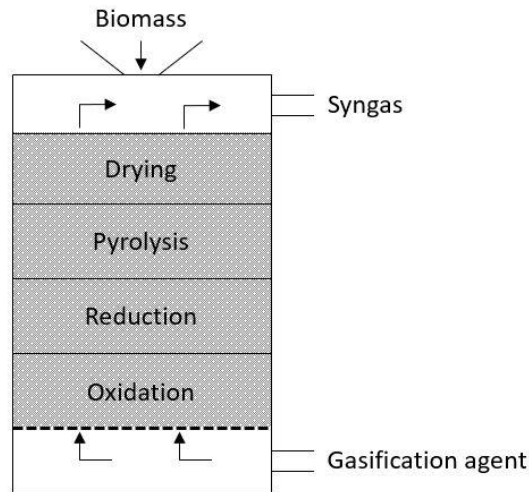 Biomass
Syngas
Drying
Pyrolysis
Reduction
Oxidation
Gasification agent